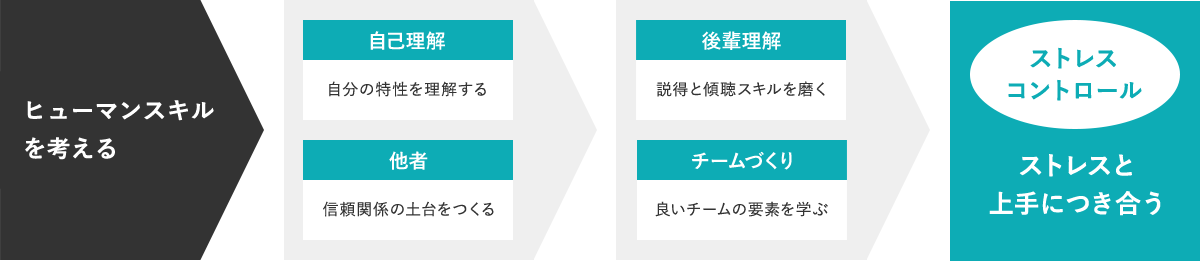 ヒューマンスキル
を考える
自己理解
自分の特性を理解する
他者
信頼関係の土台をつくる
後輩理解
説得と傾聴スキルを磨く
チームづくり
良いチームの要素を学ぶ
ストレス
コントロール
ストレスと
上手につき合う